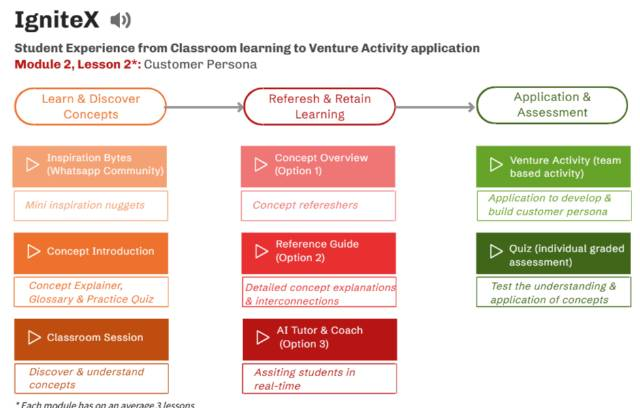 IgniteX
Student Experience from Classroom learning to Venture Activity application
Module 2, Lesson 2*: Customer Persona
Learn & Discover
Concepts
Referesh & Retain
Learning
Application &
Assessment
Inspiration Bytes
(Whatsapp Community)
Mini inspiration nuggets
Concept Introduction
Concept Explainer,
Glossary & Practice Quiz
Classroom Session
Discover & understand
concepts
Concept Overview
(Option 1)
Concept refereshers
Reference Guide
(Option 2)
Detailed concept explanations
& interconnections
AI Tutor & Coach
(Option 3)
Assiting students in
real-time
Venture Activity (team
based activity)
Application to develop &
build customer persona
Quiz (individual graded
assessment)
Test the understanding &
application of concepts
* Each module has on an average 3 lessons